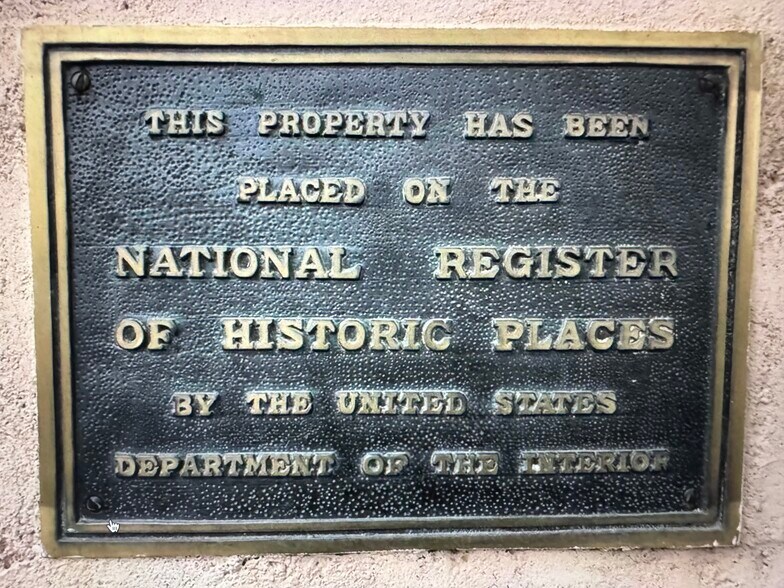 THIS PROPERTY HAS BEEN
PLACED ON THE
NATIONAL REGISTER
OF HISTORIC PLACES
BY THE UNITED STATES
DEPARTMENT OF THE INTERIOR